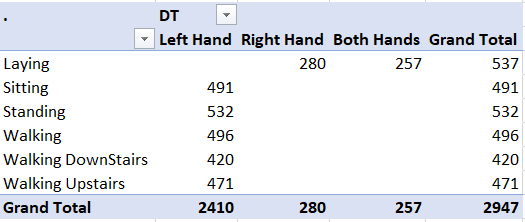 . DT
Left Hand Right Hand Both Hands Grand Total
Laying 280 257 537
Sitting 491 491
Standing 532 532
Walking 496 496
Walking DownStairs 420 420
Walking Upstairs 471 471
Grand Total 2410 280 257 2947